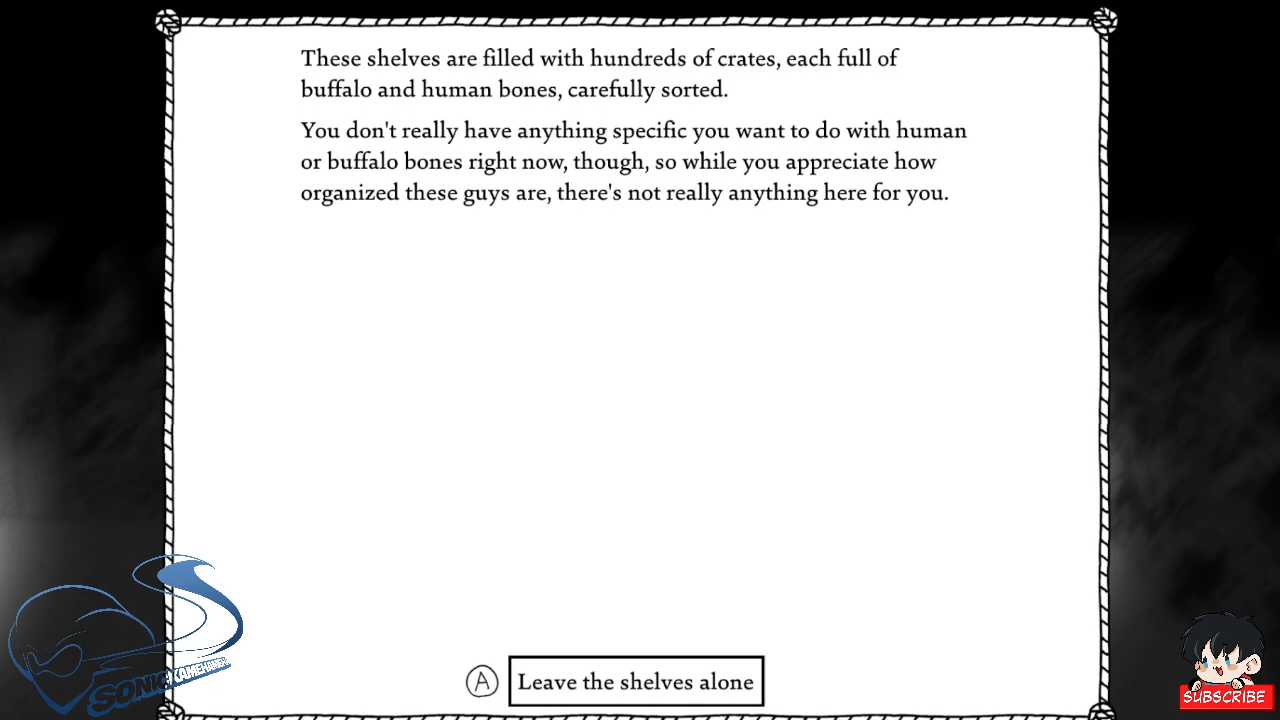 These shelves are filled with hundreds of crates, each full of
buffalo and human bones, carefully sorted.
You don't really have anything specific you want to do with human
or buffalo bones right now, though, so while you appreciate how
organized these guys are, there's not really anything here for you.
A Leave the shelves alone
SONICKAMEHAMEHA
SUBSCRIBE